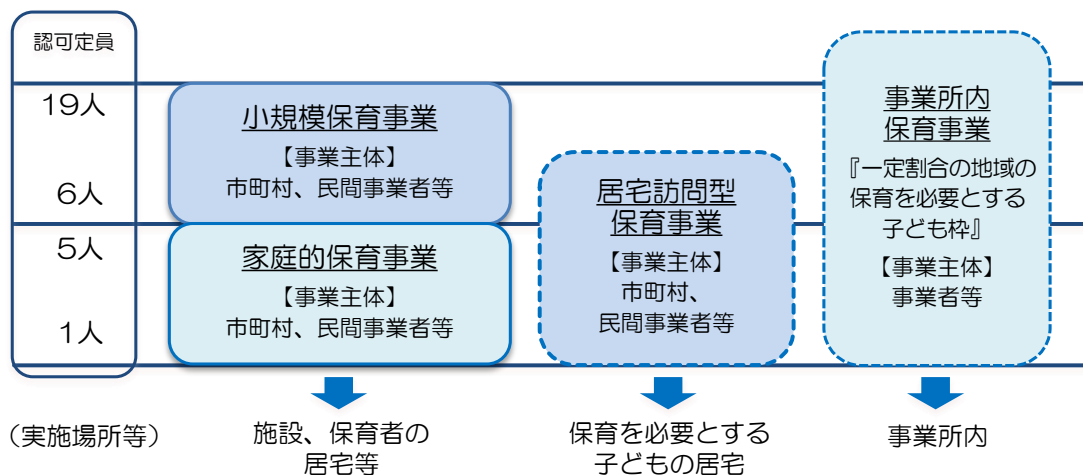 認可定員
19人
6人
5人
1人
小規模保育事業
【事業主体】
市町村、民間事業者等
家庭的保育事業
【事業主体】
市町村、民間事業者等
居宅訪問型
保育事業
【事業主体】
市町村、
民間事業者等
事業所内
保育事業
『一定割合の地域の
保育を必要とする
子ども枠』
【事業主体】
事業者等
（実施場所等）
施設、保育者の
居宅等
保育を必要とする
子どもの居宅
事業所内